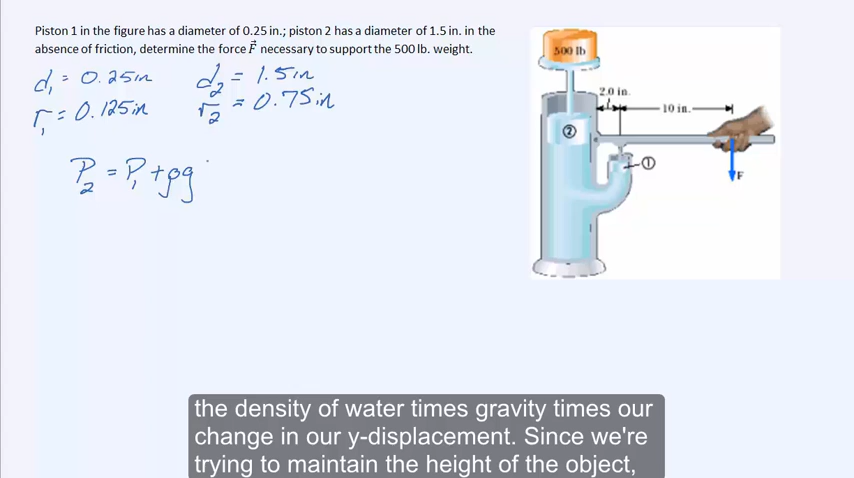 Piston 1 in the figure has a diameter of 0.25 in.; piston 2 has a diameter of 1.5 in. in the
absence of friction, determine the force F⃗ necessary to support the 500 lb. weight.
d₁ = 0.25in
d₂ = 1.5in
r₁ = 0.125in
r₂ = 0.75in
P₂ = P₁ + ρg
500 lb
2.0 in.
10 in.
②
①
F
the density of water times gravity times our
change in our y-displacement. Since we're
trying to maintain the height of the object,